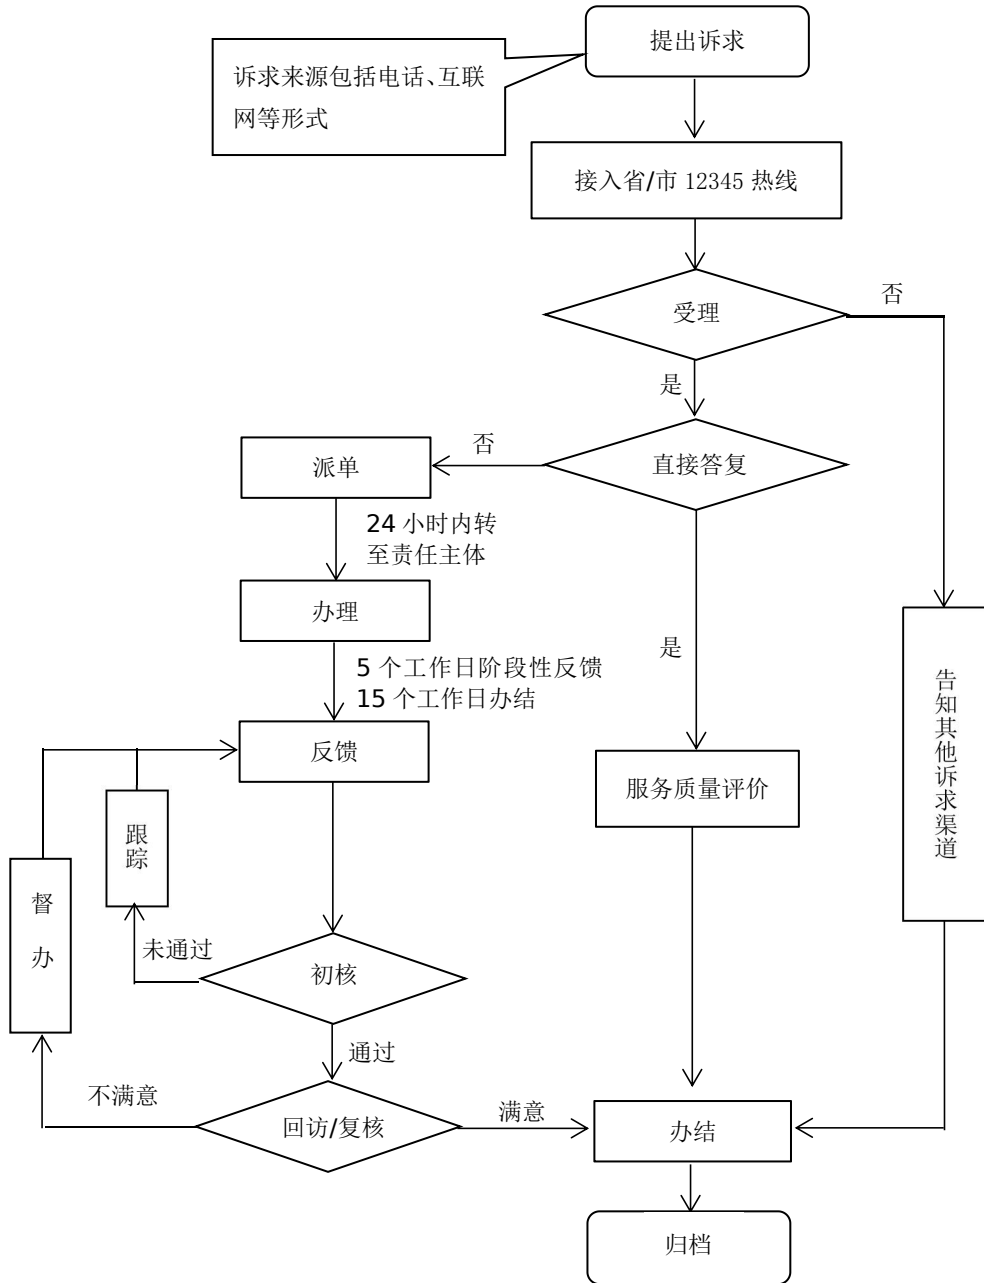 提出诉求
诉求来源包括电话、互联
网等形式
接入省/市 12345 热线
受理
否
是
直接答复
否
派单
24 小时内转
至责任主体
办理
是
5 个工作日阶段性反馈
15 个工作日办结
反馈
告知其他诉求渠道
服务质量评价
跟踪
督办
未通过
初核
通过
不满意
回访/复核
满意
办结
归档